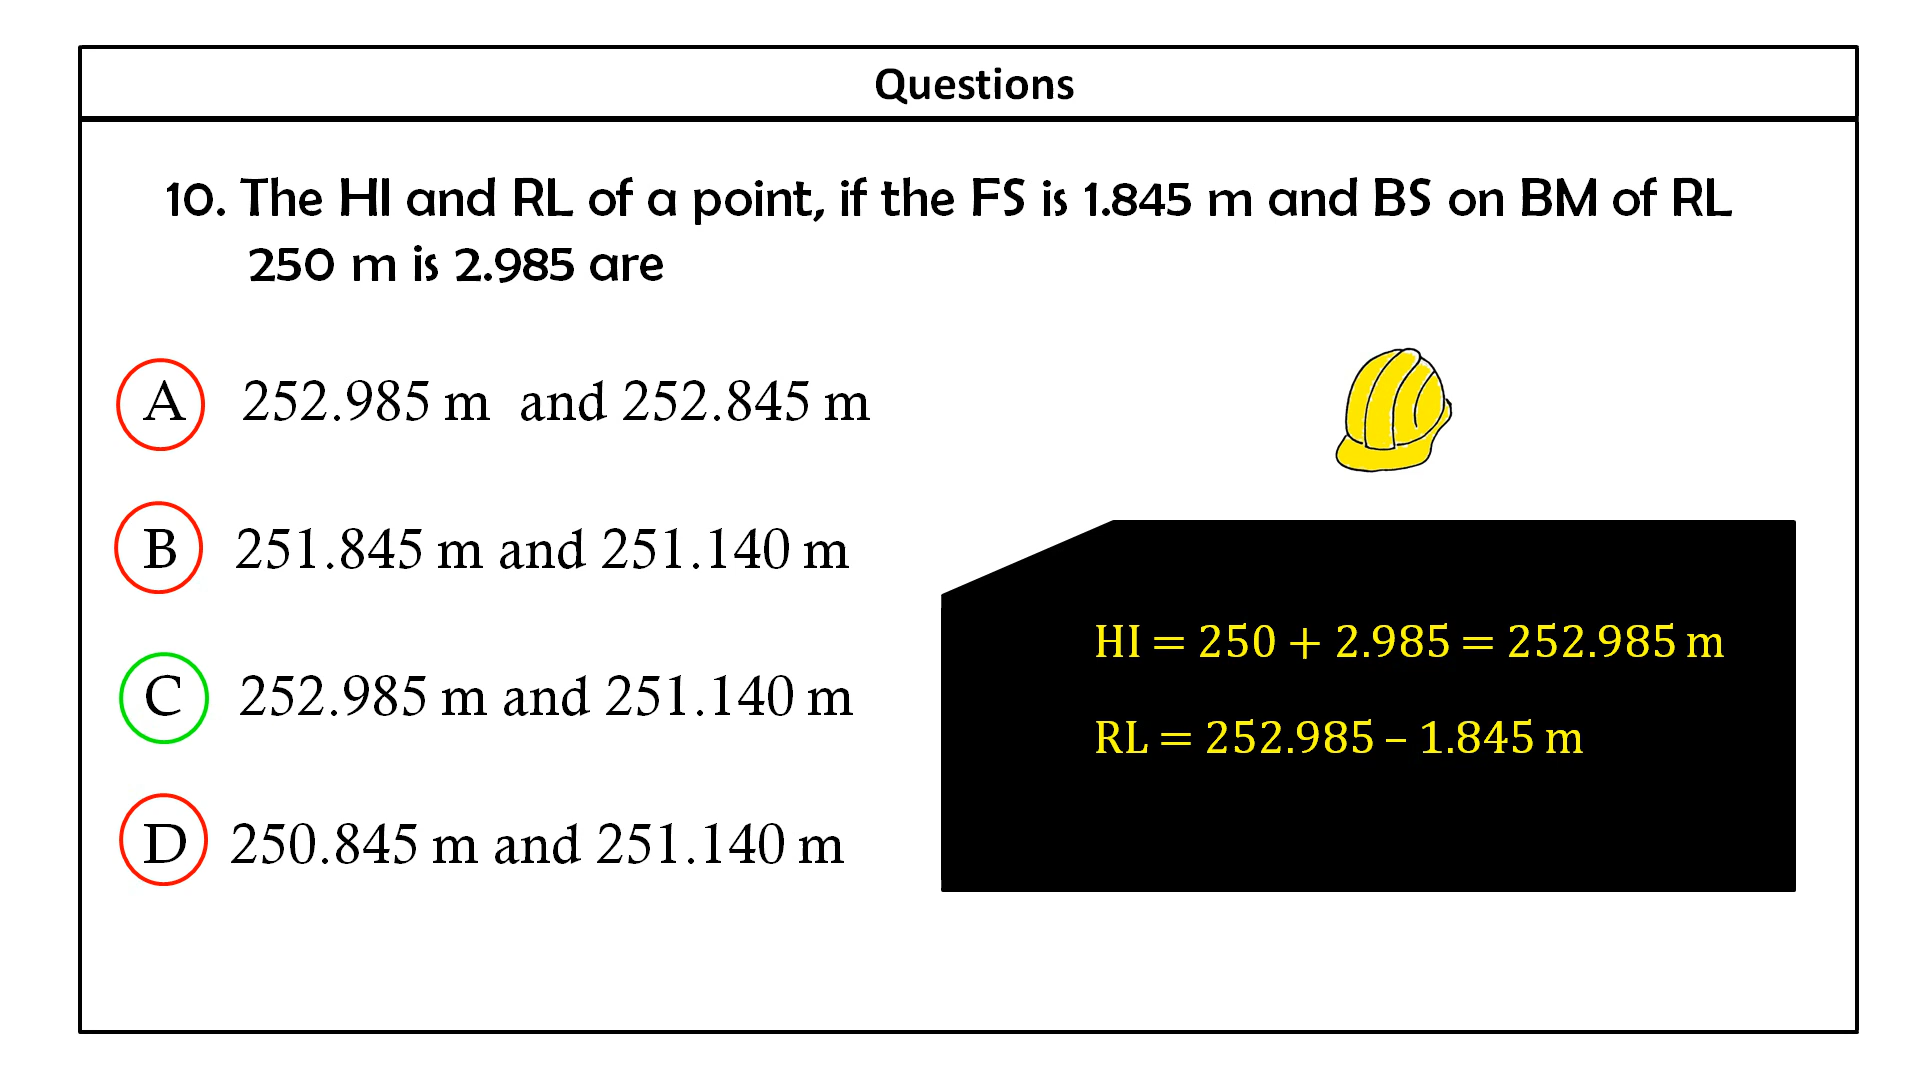 Questions
10. The HI and RL of a point, if the FS is 1.845 m and BS on BM of RL
250 m is 2.985 are
A 252.985 m and 252.845 m
B 251.845 m and 251.140 m
C 252.985 m and 251.140 m
D 250.845 m and 251.140 m
HI = 250 + 2.985 = 252.985 m
RL = 252.985 – 1.845 m